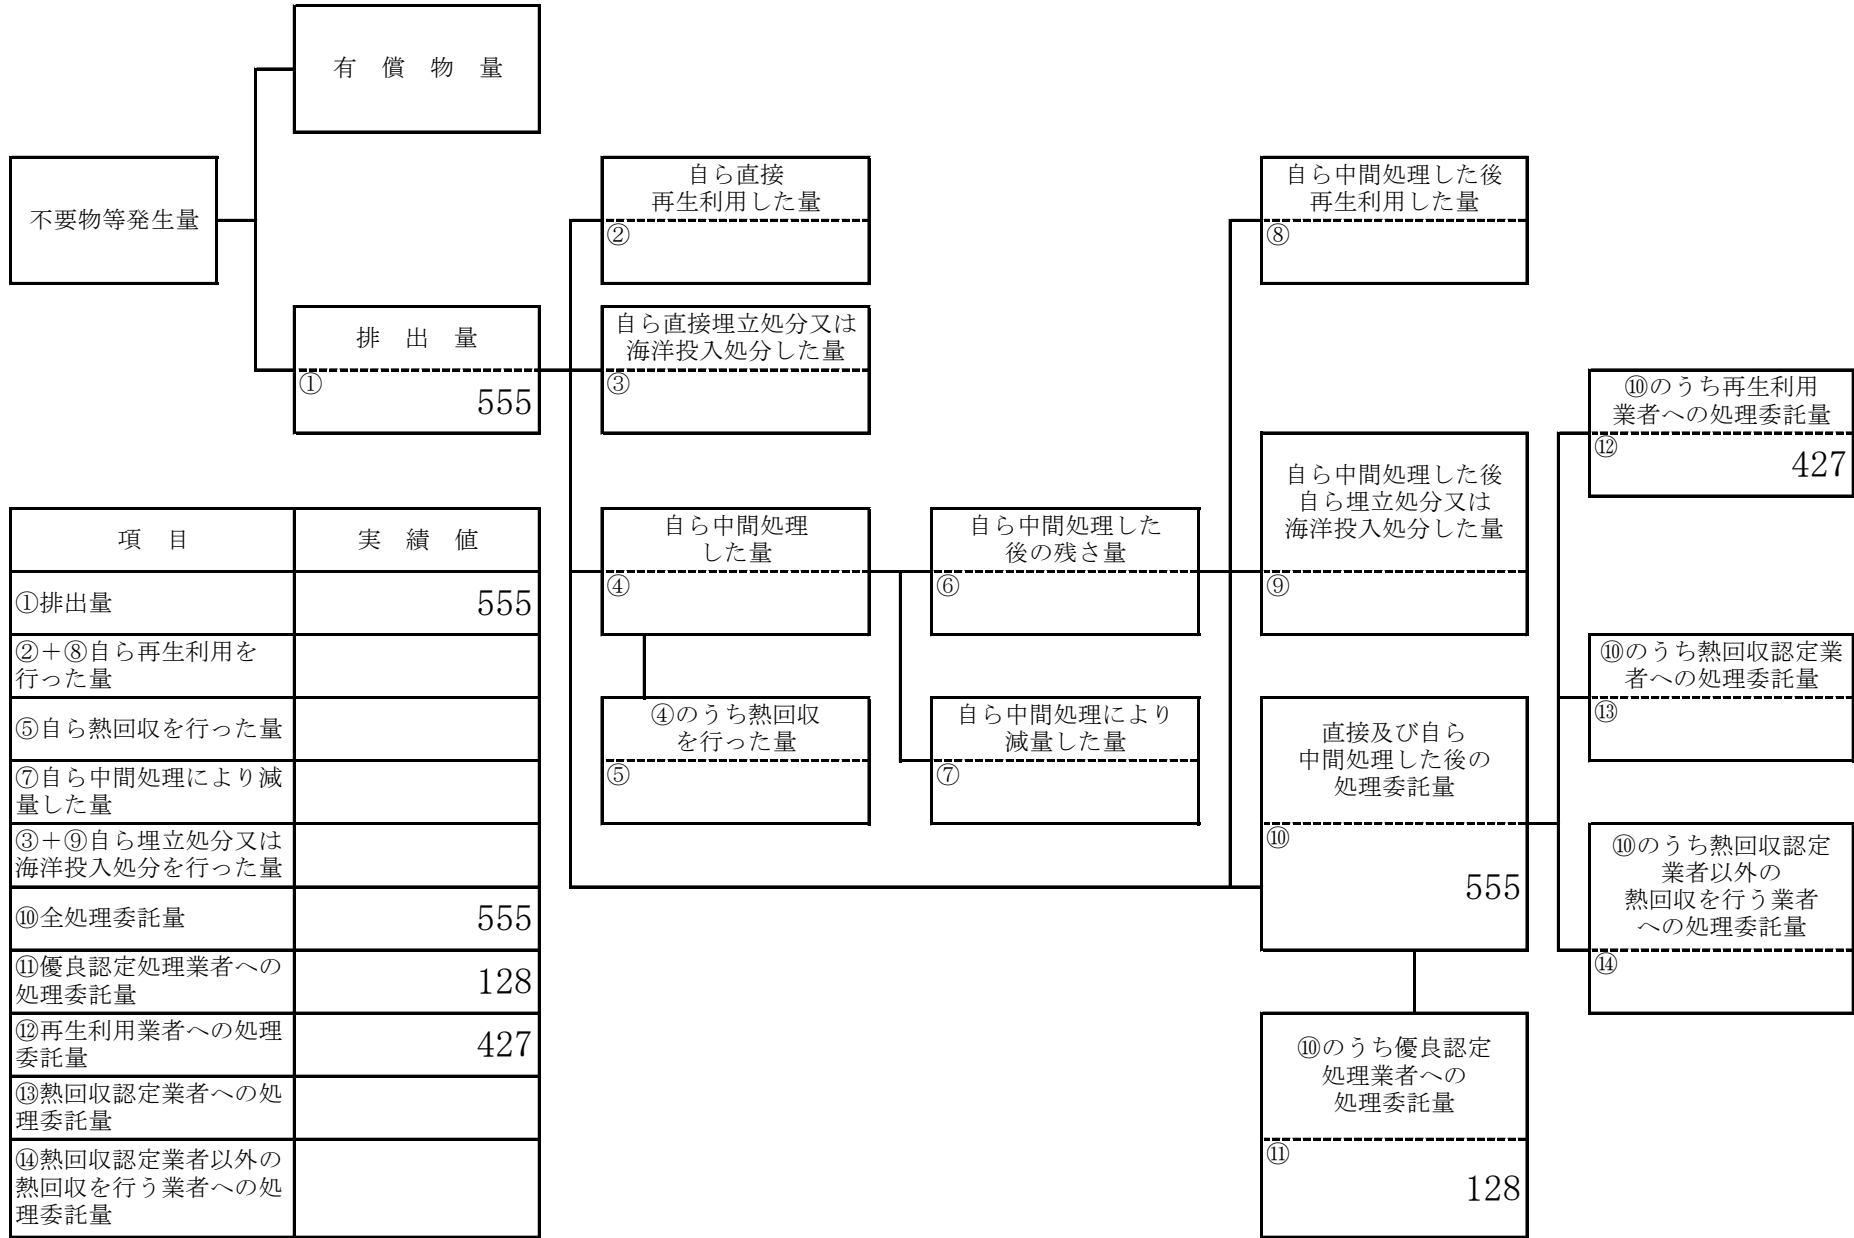 有 償 物 量
不要物等発生量
排 出 量
①
555
自ら直接
再生利用した量
②
自ら直接埋立処分又は
海洋投入処分した量
③
自ら中間処理
した量
④
④のうち熱回収
を行った量
⑤
自ら中間処理した
後の残さ量
⑥
自ら中間処理により
減量した量
⑦
自ら中間処理した後
再生利用した量
⑧
自ら中間処理した後
自ら埋立処分又は
海洋投入処分した量
⑨
直接及び自ら
中間処理した後の
処理委託量
⑩
555
⑩のうち優良認定
処理業者への
処理委託量
⑪
128
⑩のうち再生利用
業者への処理委託量
⑫
427
⑩のうち熱回収認定業
者への処理委託量
⑬
⑩のうち熱回収認定
業者以外の
熱回収を行う業者
への処理委託量
⑭
項 目 実 績 値
①排出量 555
②+⑧自ら再生利用を
行った量
⑤自ら熱回収を行った量
⑦自ら中間処理により減
量した量
③+⑨自ら埋立処分又は
海洋投入処分を行った量
⑩全処理委託量 555
⑪優良認定処理業者への
処理委託量 128
⑫再生利用業者への処理
委託量 427
⑬熱回収認定業者への処
理委託量
⑭熱回収認定業者以外の
熱回収を行う業者への処
理委託量